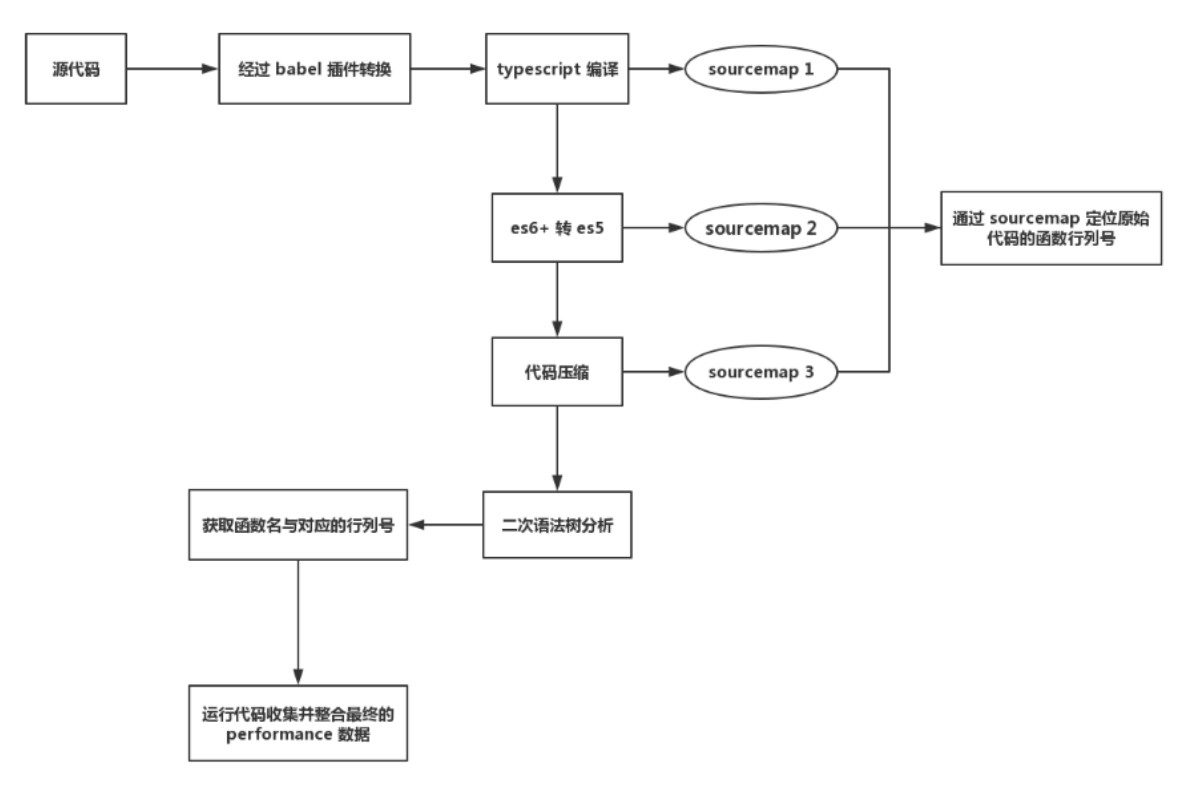 源代码
经过 babel 插件转换
typescript 编译
sourcemap 1
es6+ 转 es5
sourcemap 2
通过 sourcemap 定位原始
代码的函数行列号
代码压缩
sourcemap 3
获取函数名与对应的行列号
二次语法树分析
运行代码收集并整合最终的
performance 数据